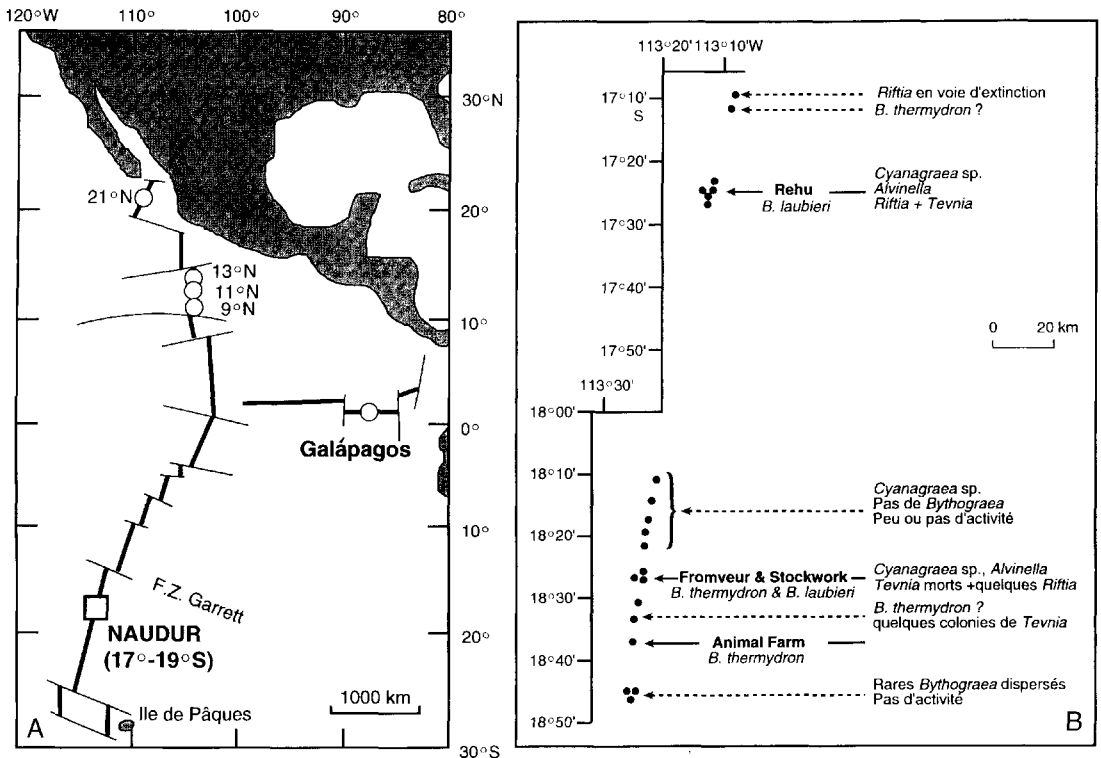 120°W 110° 100° 90° 80°
30°N
21°N
20°
13°N
11°N
9°N
10°
0°
Galápagos
10°
F.Z. Garrett
NAUDUR
(17°-19°S)
20°
1000 km
Ile de Pâques
A
30°S
113°20' 113°10'W
17°10'
S
Riftia en voie d'extinction
B. thermydron ?
17°20'
Cyanagraea sp.
Rehu
Alvinella
B. laubieri
Riftia + Tevnia
17°30'
17°40'
0 20 km
17°50'
113°30'
18°00'
18°10'
Cyanagraea sp.
Pas de Bythograea
Peu ou pas d'activité
18°20'
Fromveur & Stockwork
Cyanagraea sp., Alvinella
B. thermydron & B. laubieri
Tevnia morts +quelques Riftia
18°30'
B. thermydron ?
quelques colonies de Tevnia
Animal Farm
B. thermydron
18°40'
Rares Bythograea dispersés
Pas d'activité
18°50'
B